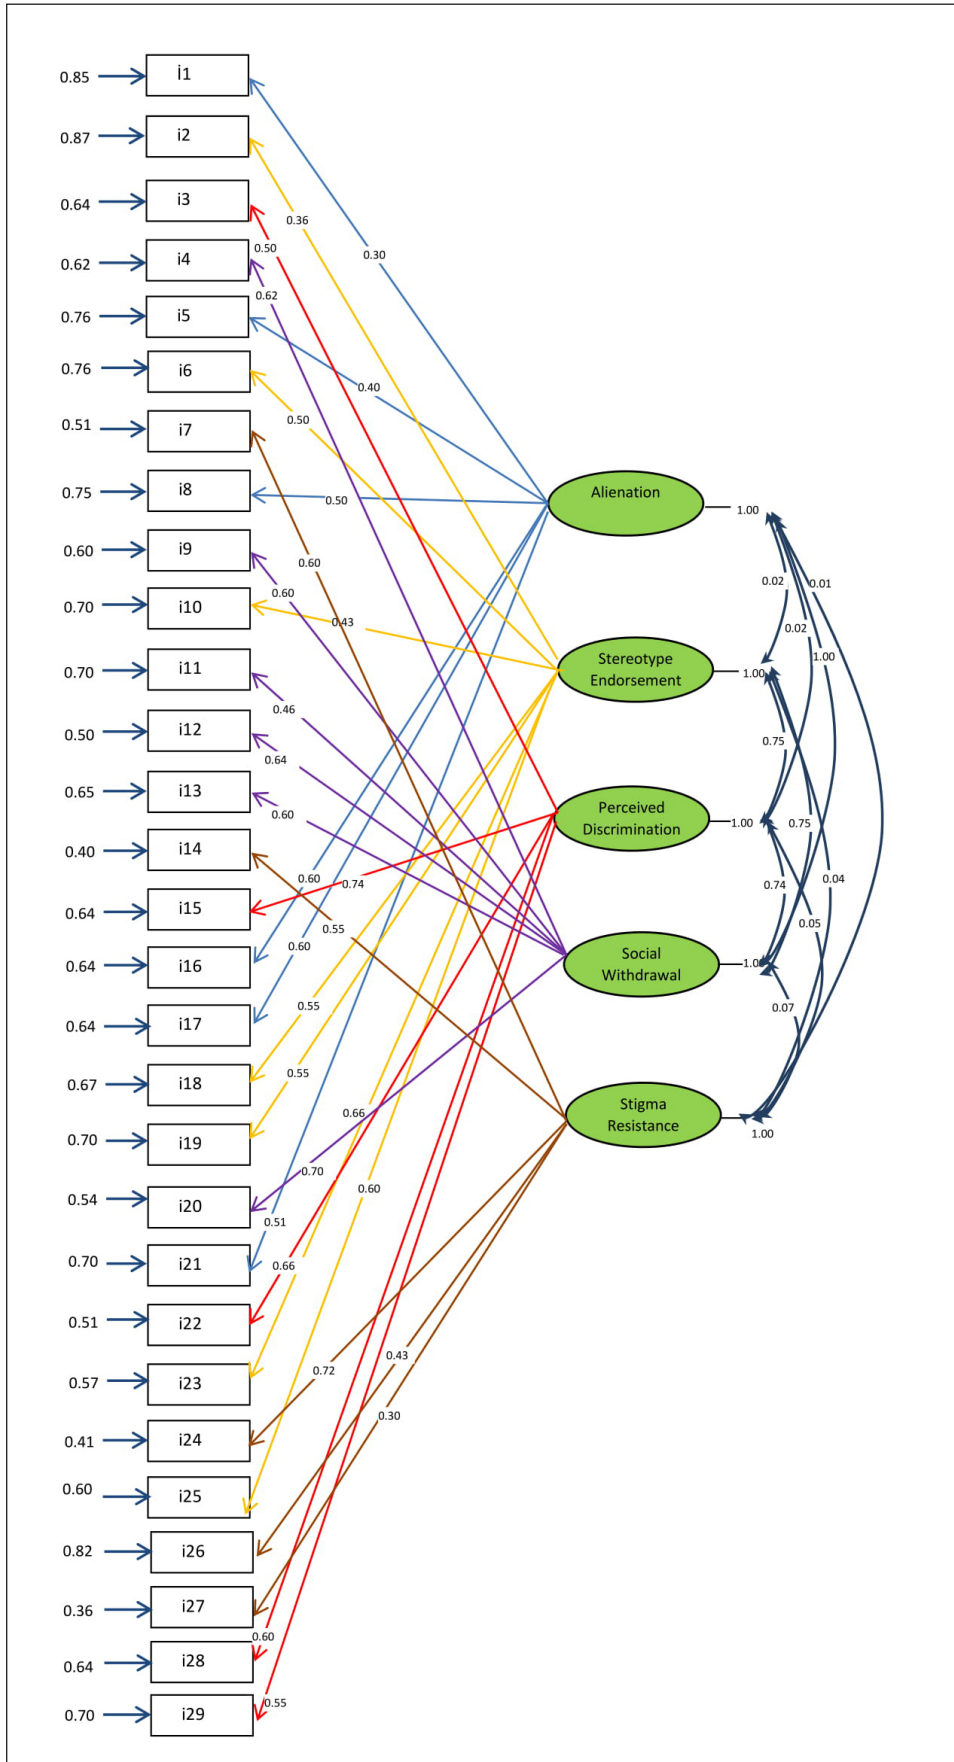 0.85 İ1
0.87 i2
0.64 i3
0.36
0.50
0.30
0.62 i4
0.62
0.76 i5
0.76 i6
0.40
0.50
0.51 i7
0.75 i8
0.50
Alienation
1.00
0.60 i9
0.60
0.60
0.02
0.01
0.70 i10
0.43
0.02
0.70 i11
0.46
Stereotype
Endorsement
1.00
1.00
0.50 i12
0.64
0.75
0.65 i13
0.60
Perceived
Discrimination
1.00
0.75
0.40 i14
0.60
0.74
0.74
0.04
0.64 i15
0.55
0.05
0.64 i16
0.60
Social
Withdrawal
1.00
0.64 i17
0.55
0.07
0.67 i18
0.55
0.70 i19
0.66
Stigma
Resistance
1.00
0.54 i20
0.70
0.60
0.51
0.70 i21
0.66
0.51 i22
0.57 i23
0.72
0.43
0.41 i24
0.30
0.60 i25
0.82 i26
0.36 i27
0.60
0.64 i28
0.55
0.70 i29